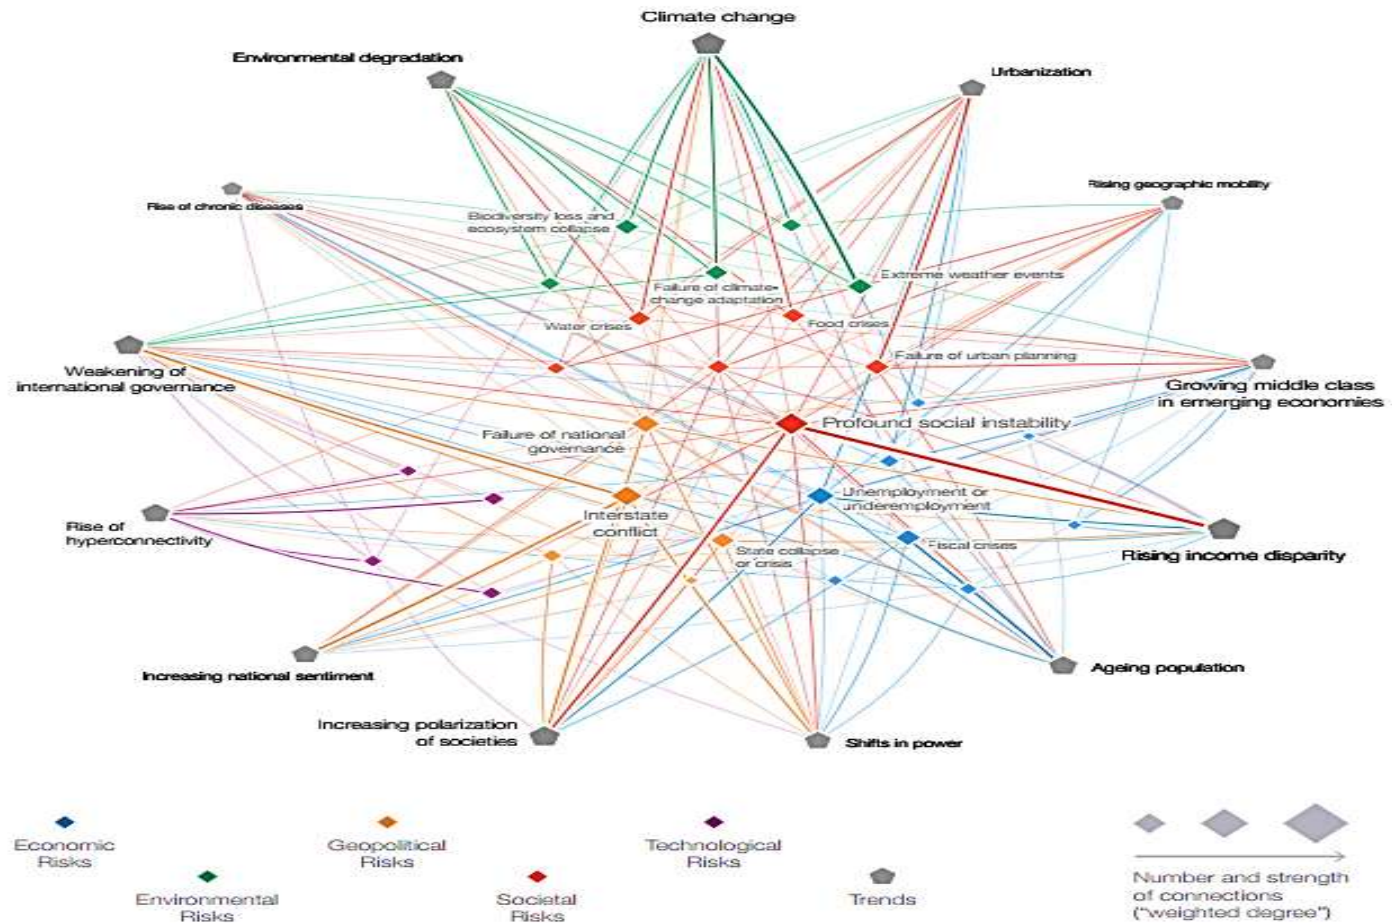 Climate change
Environmental degradation
Urbanization
Rising geographic mobility
Rise of chronic diseases
Biodiversity loss and
ecosystem collapse
Extreme weather events
Failure of climate-
change adaptation
Water crises
Food crises
Failure of urban planning
Weakening of
international governance
Growing middle class
in emerging economies
Profound social instability
Failure of national
governance
Unemployment or
underemployment
Interstate
conflict
Rise of
hyperconnectivity
State collapse
or crisis
Fiscal crises
Rising income disparity
Increasing national sentiment
Ageing population
Increasing polarization
of societies
Shifts in power
Economic
Risks
Geopolitical
Risks
Technological
Risks
Environmental
Risks
Societal
Risks
Trends
Number and strength
of connections
("weighted degree")